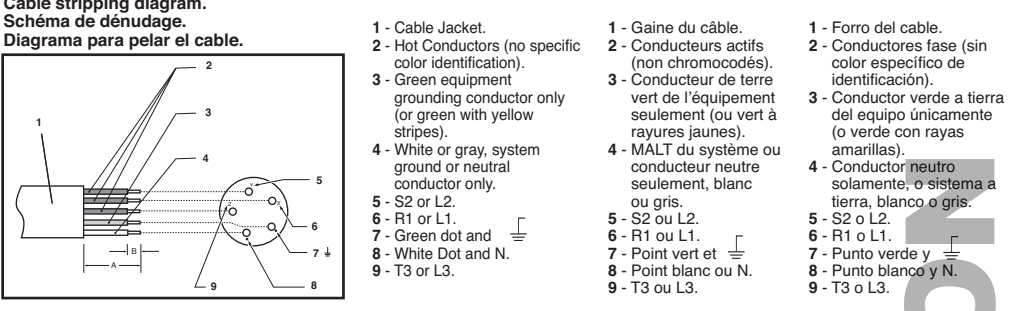 Cable stripping diagram.
Schéma de dénudage.
Diagrama para pelar el cable.
1
2
3
4
5
6
7
8
9
Y
X
Z
A
B
1 - Cable Jacket.
2 - Hot Conductors (no specific
color identification).
3 - Green equipment
grounding conductor only
(or green with yellow
stripes).
4 - White or gray, system
ground or neutral
conductor only.
5 - S2 or L2.
6 - R1 or L1.
7 - Green dot and
8 - White Dot and N.
9 - T3 or L3.
1 - Gaine du câble.
2 - Conducteurs actifs
(non chromocodés).
3 - Conducteur de terre
vert de l'équipement
seulement (ou vert à
rayures jaunes).
4 - MALT du système ou
conducteur neutre
seulement, blanc
ou gris.
5 - S2 ou L2.
6 - R1 ou L1.
7 - Point vert et
8 - Point blanc ou N.
9 - T3 ou L3.
1 - Forro del cable.
2 - Conductores fase (sin
color específico de
identificación).
3 - Conductor verde a tierra
del equipo únicamente
(o verde con rayas
amarillas).
4 - Conductor neutro
solamente, o sistema a
tierra, blanco o gris.
5 - S2 o L2.
6 - R1 o L1.
7 - Punto verde y
8 - Punto blanco y N.
9 - T3 o L3.